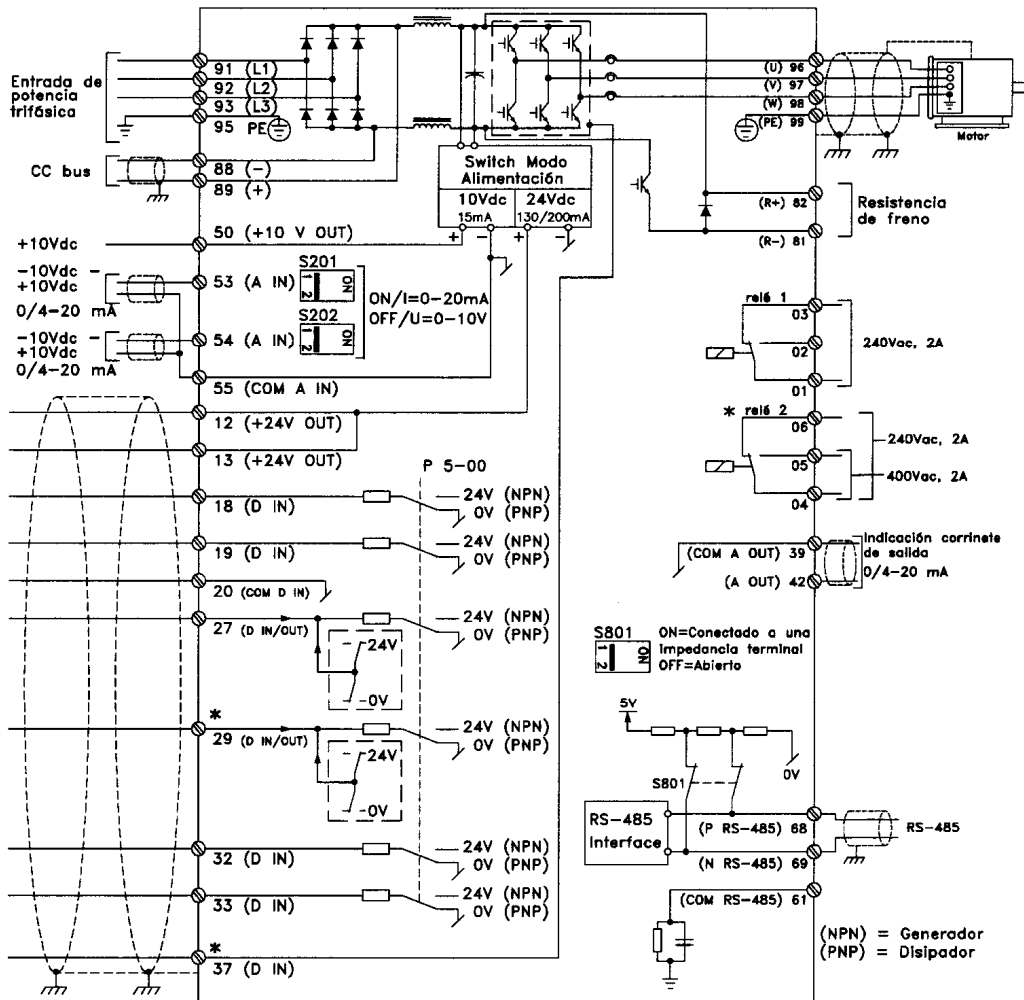 Entrada de
potencia
trifásica
91 (L1)
92 (L2)
93 (L3)
95 PE
CC bus
88 (-)
89 (+)
+10Vdc
50 (+10 V OUT)
-10Vdc -
+10Vdc
0/4-20 mA
53 (A IN)
S201
1 2
ON
ON/I=0-20mA
OFF/U=0-10V
-10Vdc -
+10Vdc
0/4-20 mA
54 (A IN)
S202
1 2
ON
55 (COM A IN)
12 (+24V OUT)
13 (+24V OUT)
P 5-00
18 (D IN)
24V (NPN)
0V (PNP)
19 (D IN)
24V (NPN)
0V (PNP)
20 (COM D IN)
27 (D IN/OUT)
24V (NPN)
0V (PNP)
24V
0V
*
29 (D IN/OUT)
24V (NPN)
0V (PNP)
24V
0V
32 (D IN)
24V (NPN)
0V (PNP)
33 (D IN)
24V (NPN)
0V (PNP)
*
37 (D IN)
Switch Modo
Alimentación
10Vdc
15mA
24Vdc
130/200mA
+ - + -
(U) 96
(V) 97
(W) 98
(PE) 99
Motor
(R+) 82
(R-) 81
Resistencia
de freno
relé 1
03
02
01
240Vac, 2A
* relé 2
06
05
04
240Vac, 2A
400Vac, 2A
(COM A OUT) 39
(A OUT) 42
Indicación corrinete
de salida
0/4-20 mA
S801
1 2
ON
ON=Conectado a una
impedancia terminal
OFF=Abierto
5V
0V
S801
RS-485
Interface
(P RS-485) 68
(N RS-485) 69
RS-485
(COM RS-485) 61
(NPN) = Generador
(PNP) = Disipador